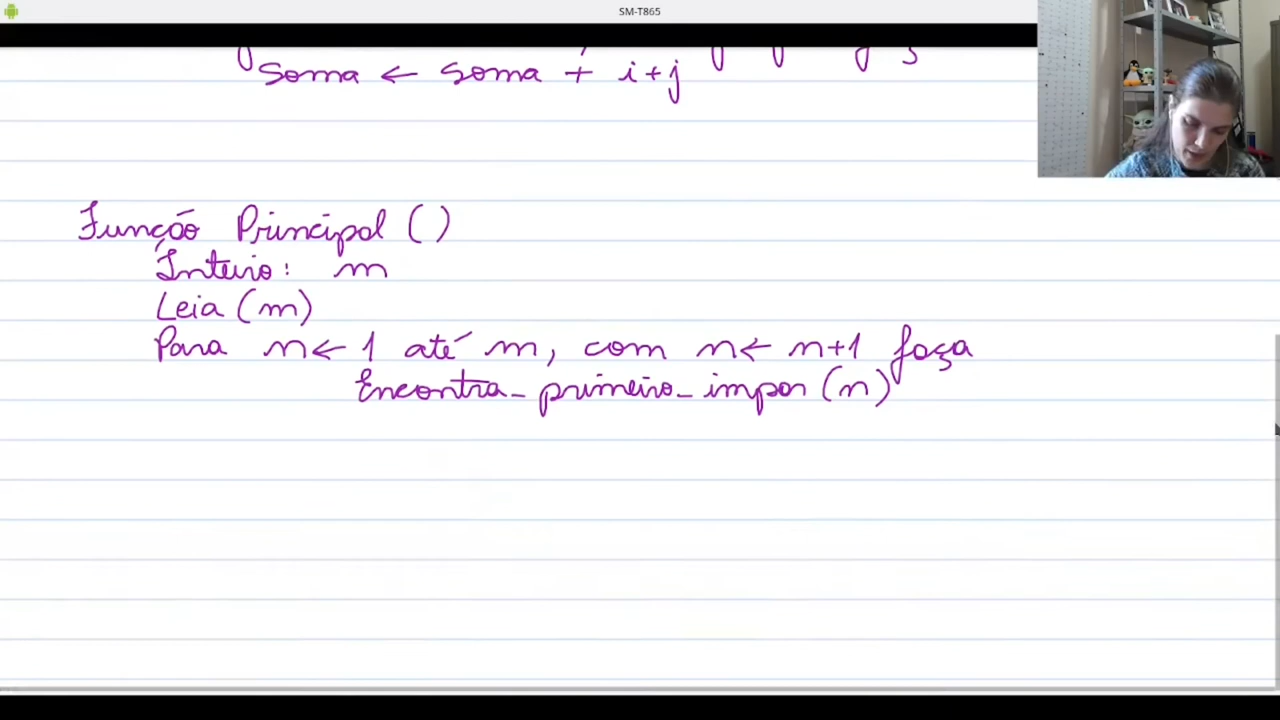 SM-T865
soma ← soma + i+j
Função Principal ()
Inteiro: m
Leia (m)
Para n← 1 até m, com n← n+1 faça
Encontra_primeiro_impar (n)